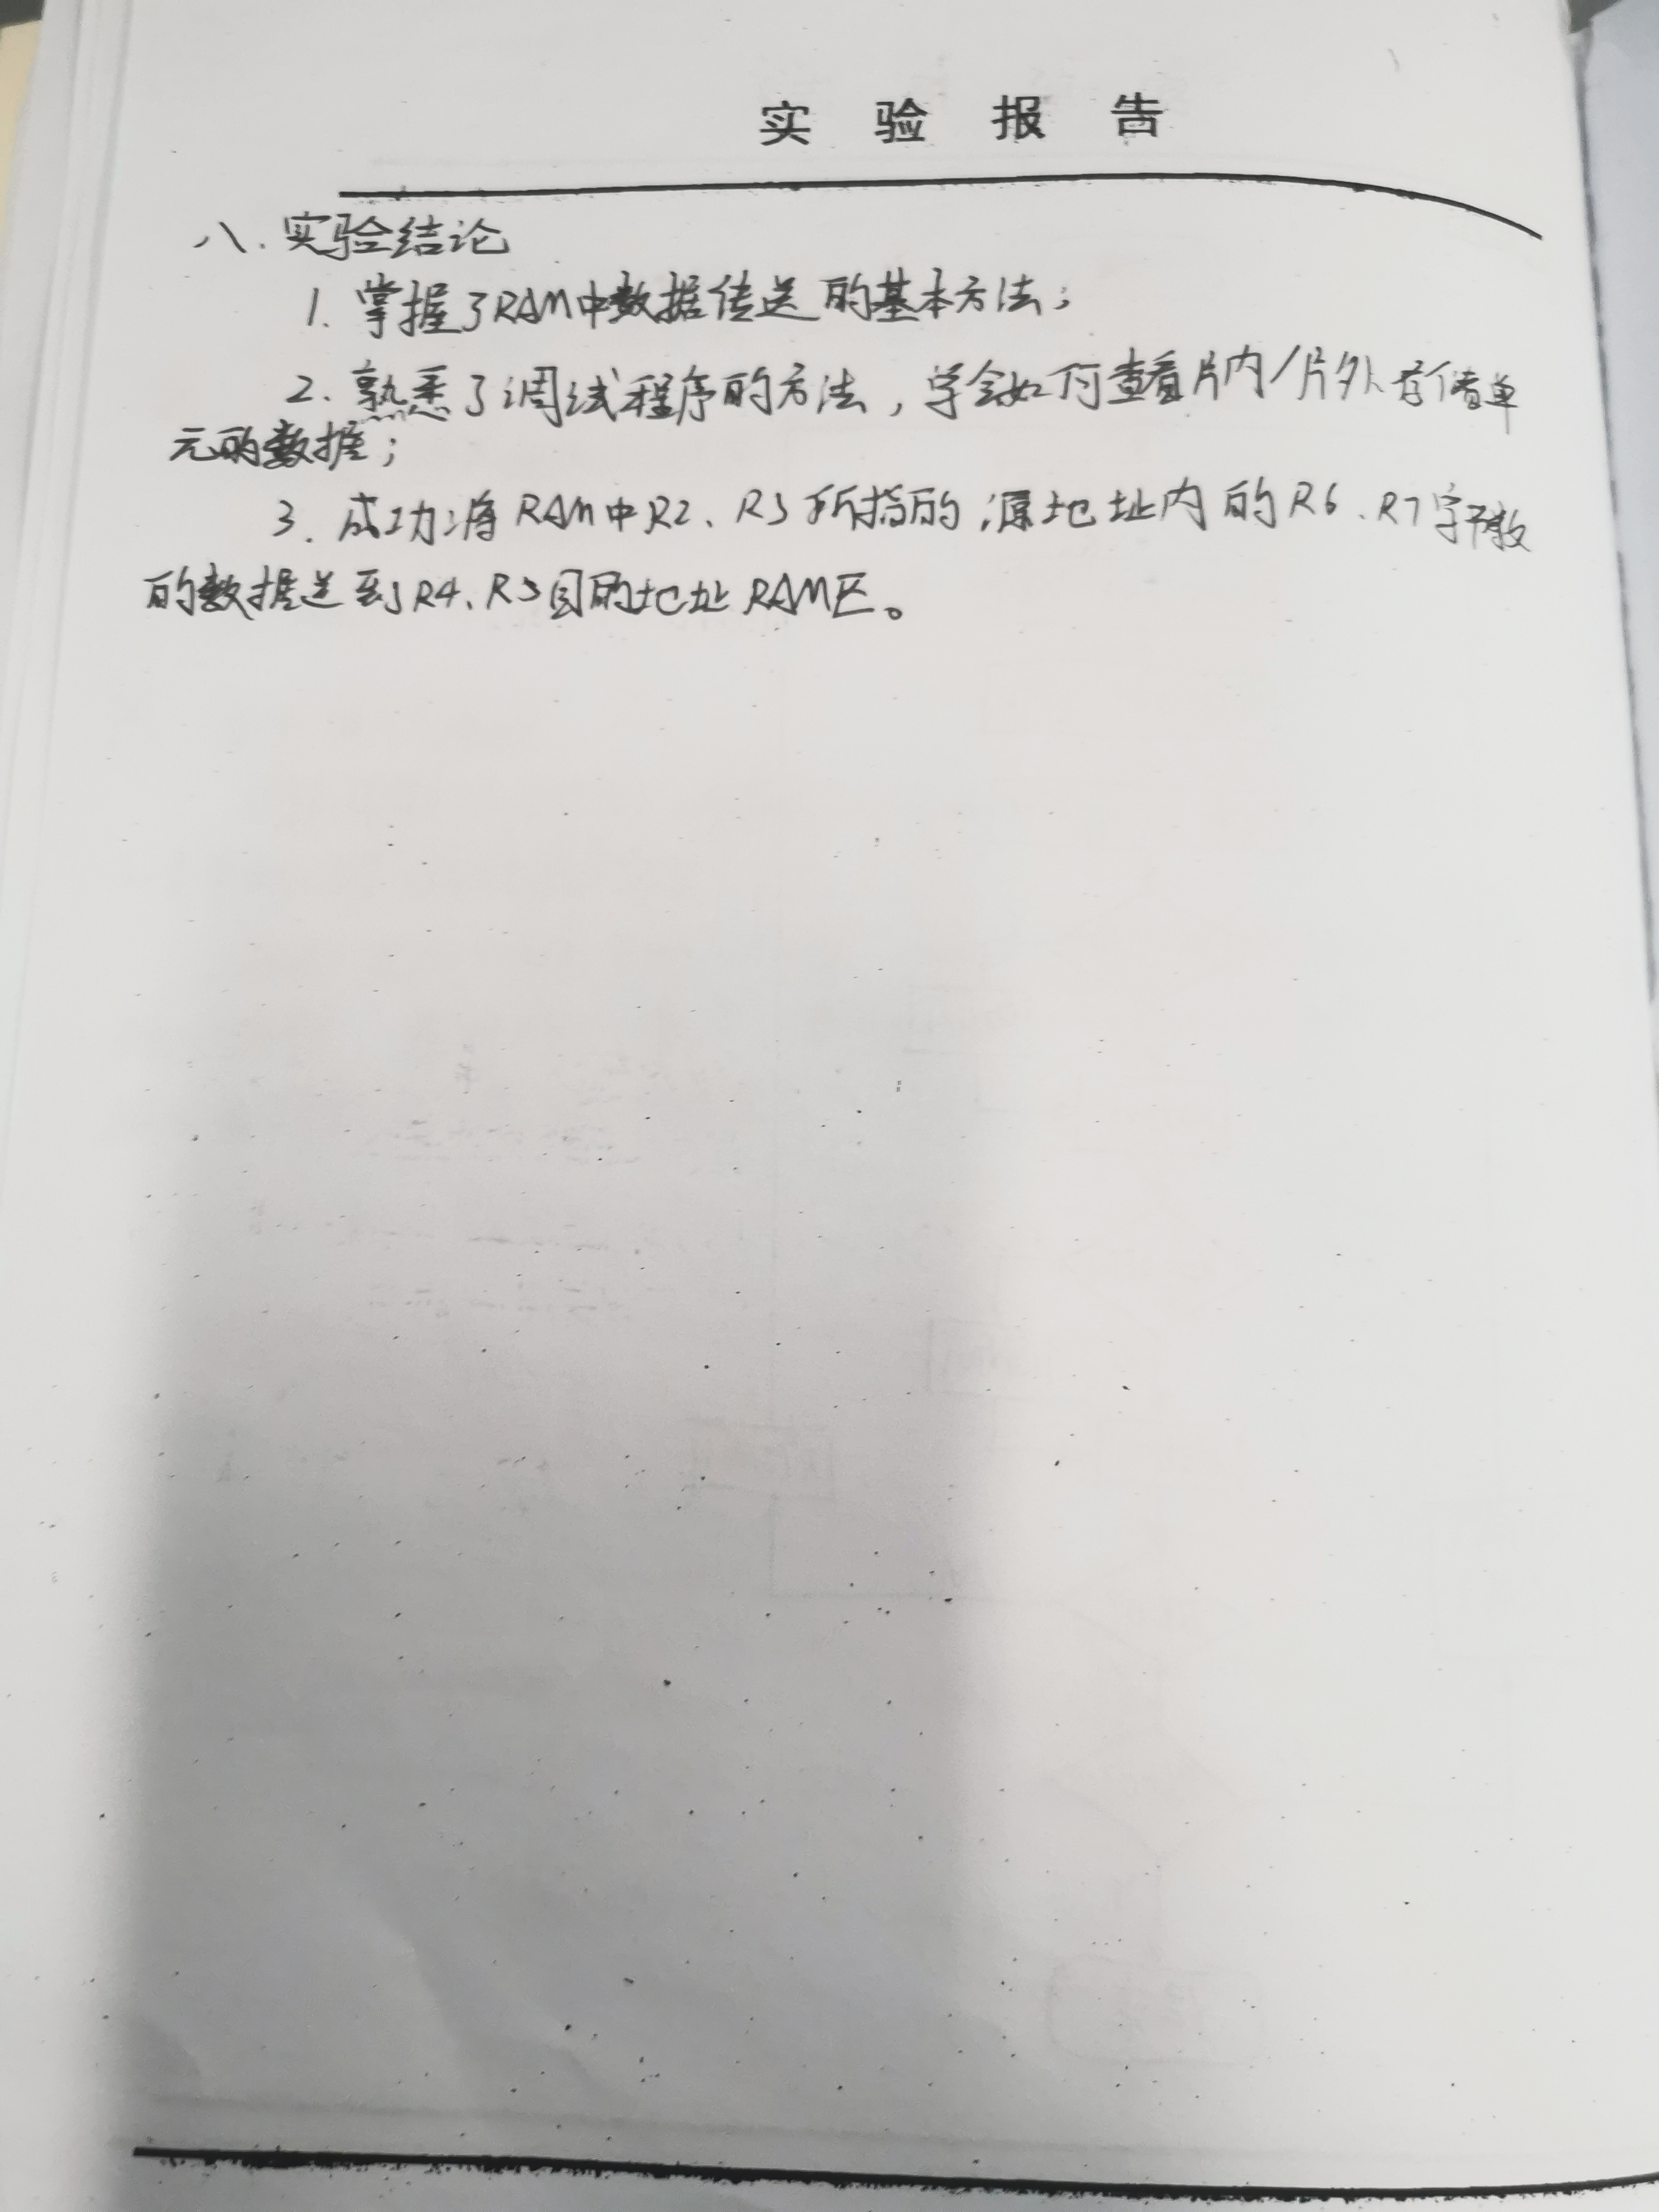 实验报告
八、实验结论
1. 掌握了RAM中数据传送的基本方法；
2. 熟悉了调试程序的方法，学会如何查看片内/片外存储单
元的数据；
3. 成功将RAM中R2、R3所指的源地址内的R6、R7字节数
的数据送到R4、R5目的地址RAM区。